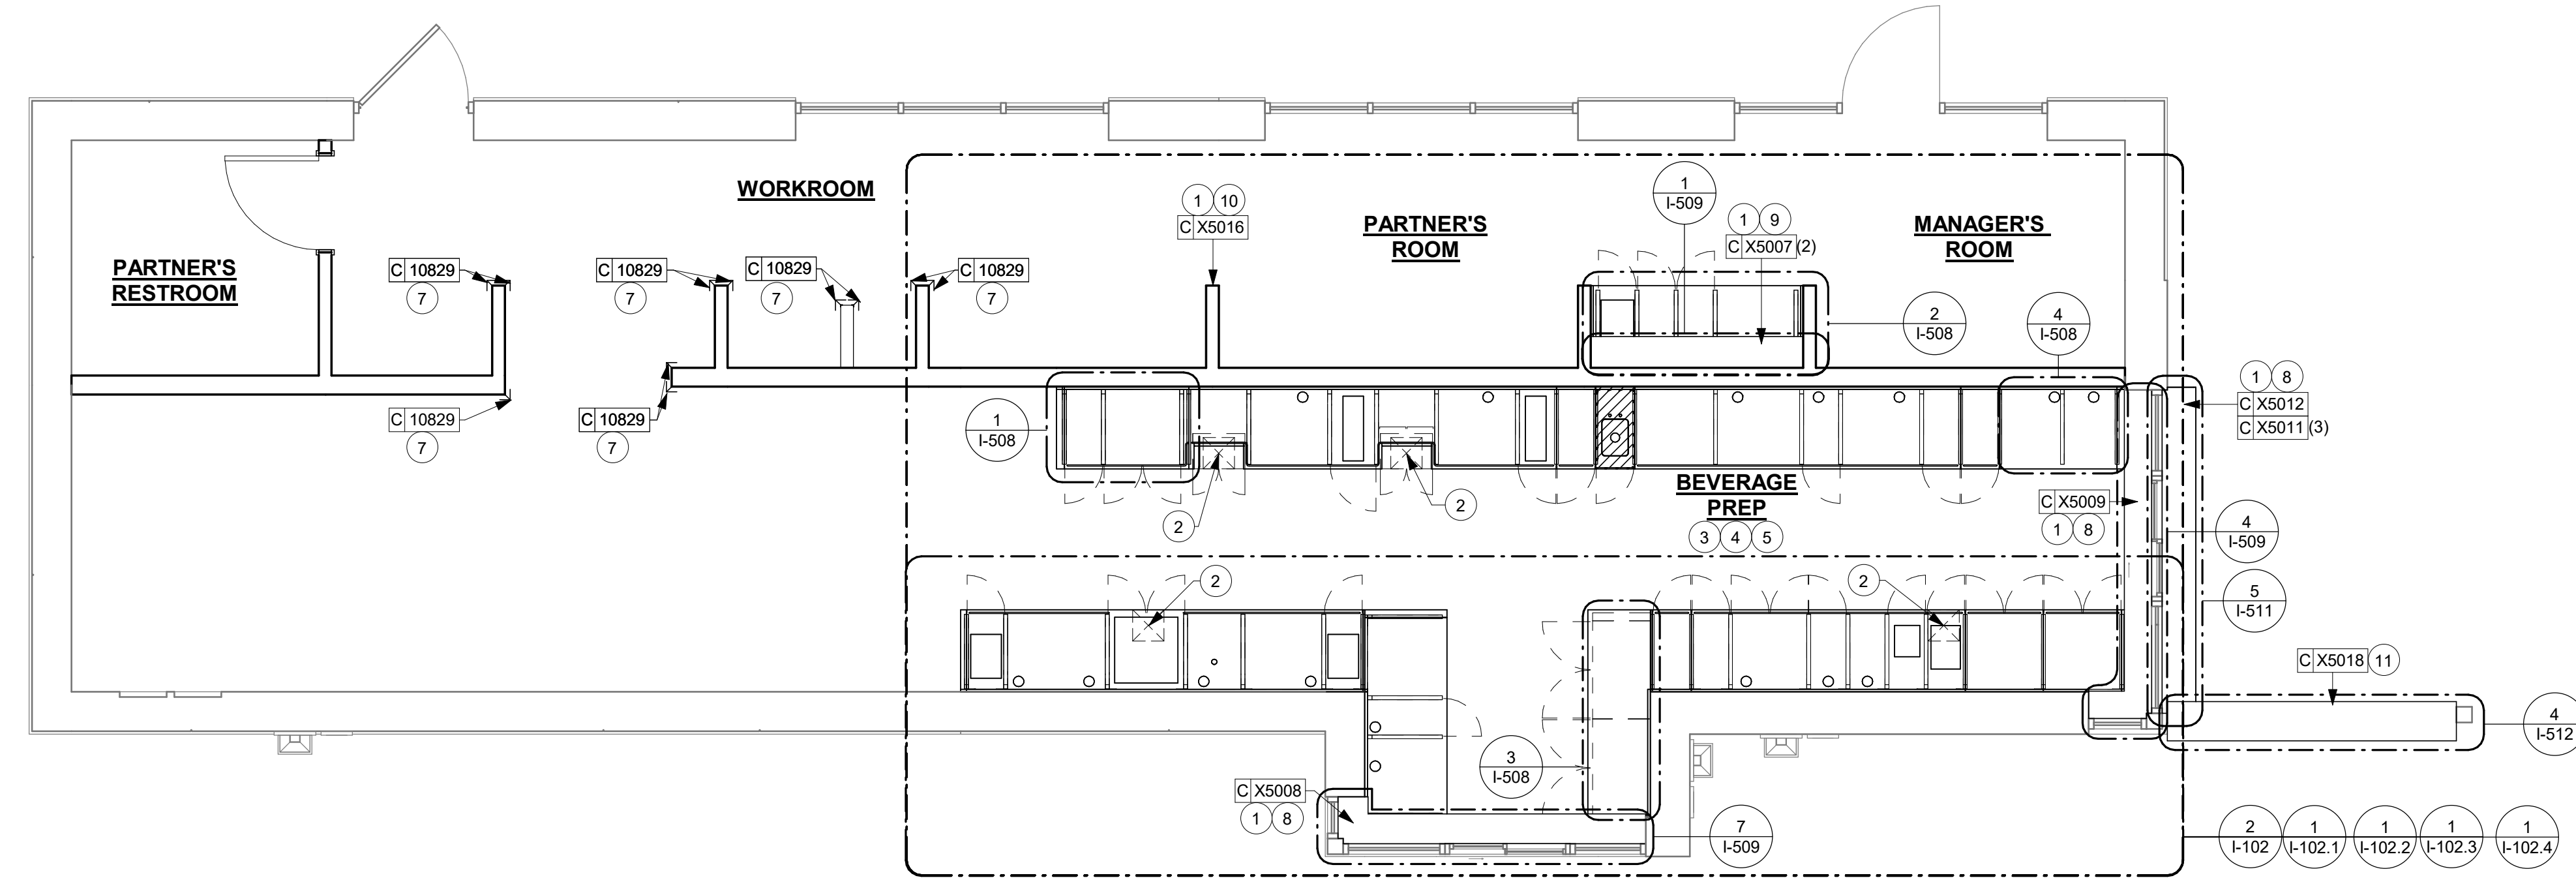 WORKROOM
1 10
C X5016
PARTNER'S
ROOM
1
I-509
1 9
C X5007 (2)
MANAGER'S
ROOM
PARTNER'S
RESTROOM
C 10829
7
C 10829
7
C 10829
7
C 10829
7
2
I-508
4
I-508
C 10829
7
C 10829
7
1
I-508
1 8
C X5012
C X5011 (3)
2
2
BEVERAGE
PREP
3 4 5
C X5009
1 8
4
I-509
5
I-511
2
2
C X5018 11
4
I-512
3
I-508
C X5008
1 8
7
I-509
2
I-102
1
I-102.1
1
I-102.2
1
I-102.3
1
I-102.4